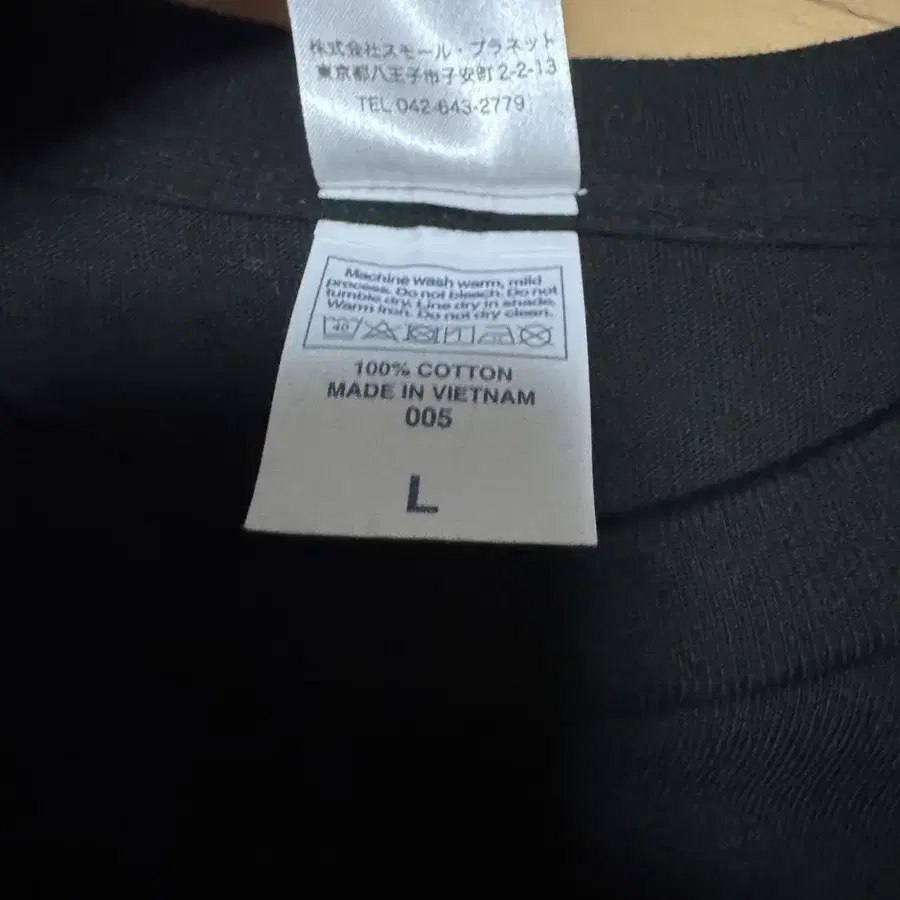 株式会社スモール・プラネット
東京都八王子市子安町2-2-13
TEL 042-643-2779
Machine wash warm, mild
process. Do not bleach. Do not
tumble dry. Line dry in shade.
Warm iron. Do not dry clean.
40
100% COTTON
MADE IN VIETNAM
005
L